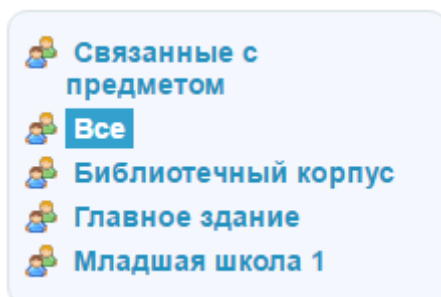 Связанные с
предметом
Все
Библиотечный корпус
Главное здание
Младшая школа 1